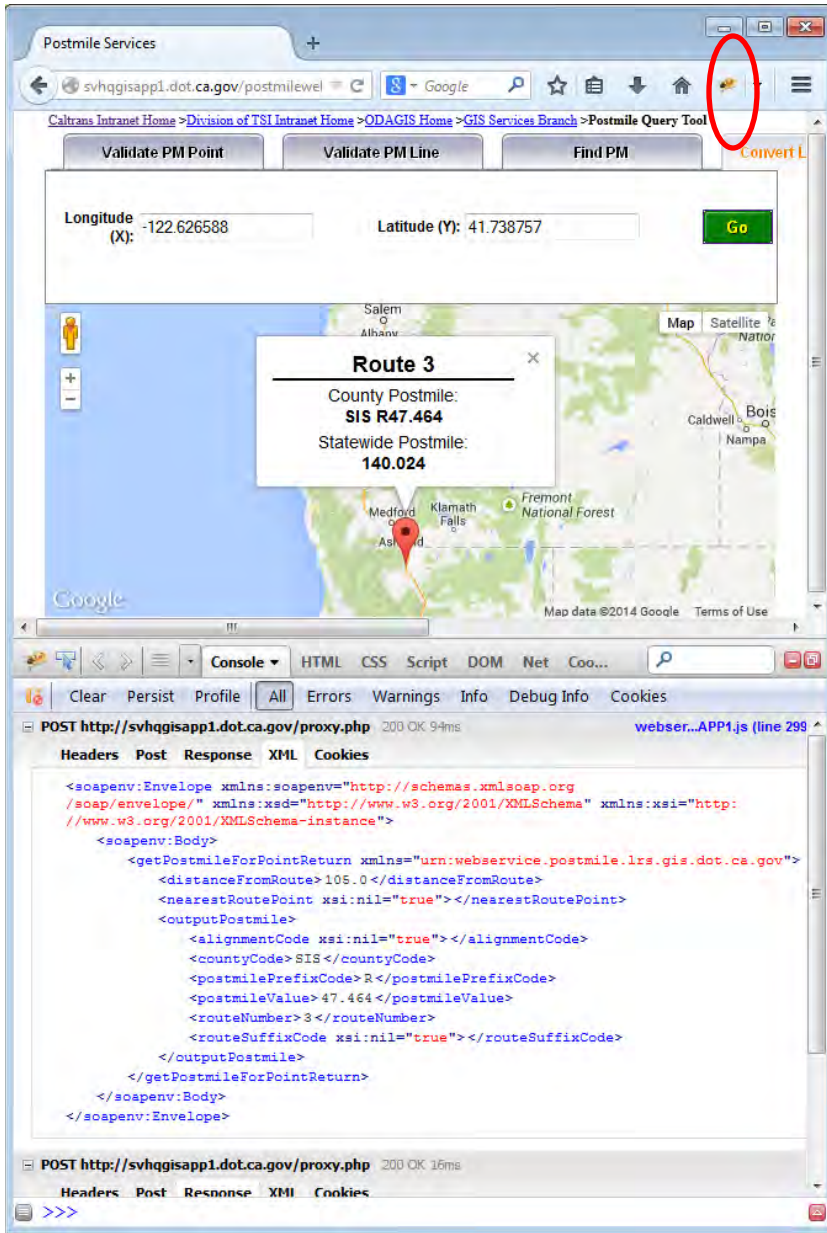 Postmile Services
svhqgisapp1.dot.ca.gov/postmilewel
Google
Caltrans Intranet Home >Division of TSI Intranet Home >ODAGIS Home >GIS Services Branch >Postmile Query Tool
Validate PM Point Validate PM Line Find PM Convert L
Longitude (X): -122.626588 Latitude (Y): 41.738757 Go
Salem
Albany
Map Satellite
Route 3
County Postmile:
SIS R47.464
Statewide Postmile:
140.024
Caldwell
Nampa
Medford
Klamath Falls
Fremont National Forest
Google
Map data ©2014 Google Terms of Use
Console HTML CSS Script DOM Net Coo...
Clear Persist Profile All Errors Warnings Info Debug Info Cookies
POST http://svhqgisapp1.dot.ca.gov/proxy.php 200 OK 94ms webser...APP1.js (line 299
Headers Post Response XML Cookies
<soapenv:Envelope xmlns:soapenv="http://schemas.xmlsoap.org
/soap/envelope/" xmlns:xsd="http://www.w3.org/2001/XMLSchema" xmlns:xsi="http:
//www.w3.org/2001/XMLSchema-instance">
<soapenv:Body>
<getPostmileForPointReturn xmlns="urn:webservice.postmile.lrs.gis.dot.ca.gov">
<distanceFromRoute>105.0</distanceFromRoute>
<nearestRoutePoint xsi:nil="true"></nearestRoutePoint>
<outputPostmile>
<alignmentCode xsi:nil="true"></alignmentCode>
<countyCode>SIS</countyCode>
<postmilePrefixCode>R</postmilePrefixCode>
<postmileValue>47.464</postmileValue>
<routeNumber>3</routeNumber>
<routeSuffixCode xsi:nil="true"></routeSuffixCode>
</outputPostmile>
</getPostmileForPointReturn>
</soapenv:Body>
</soapenv:Envelope>
POST http://svhqgisapp1.dot.ca.gov/proxy.php 200 OK 16ms
Headers Post Response XML Cookies
>>>